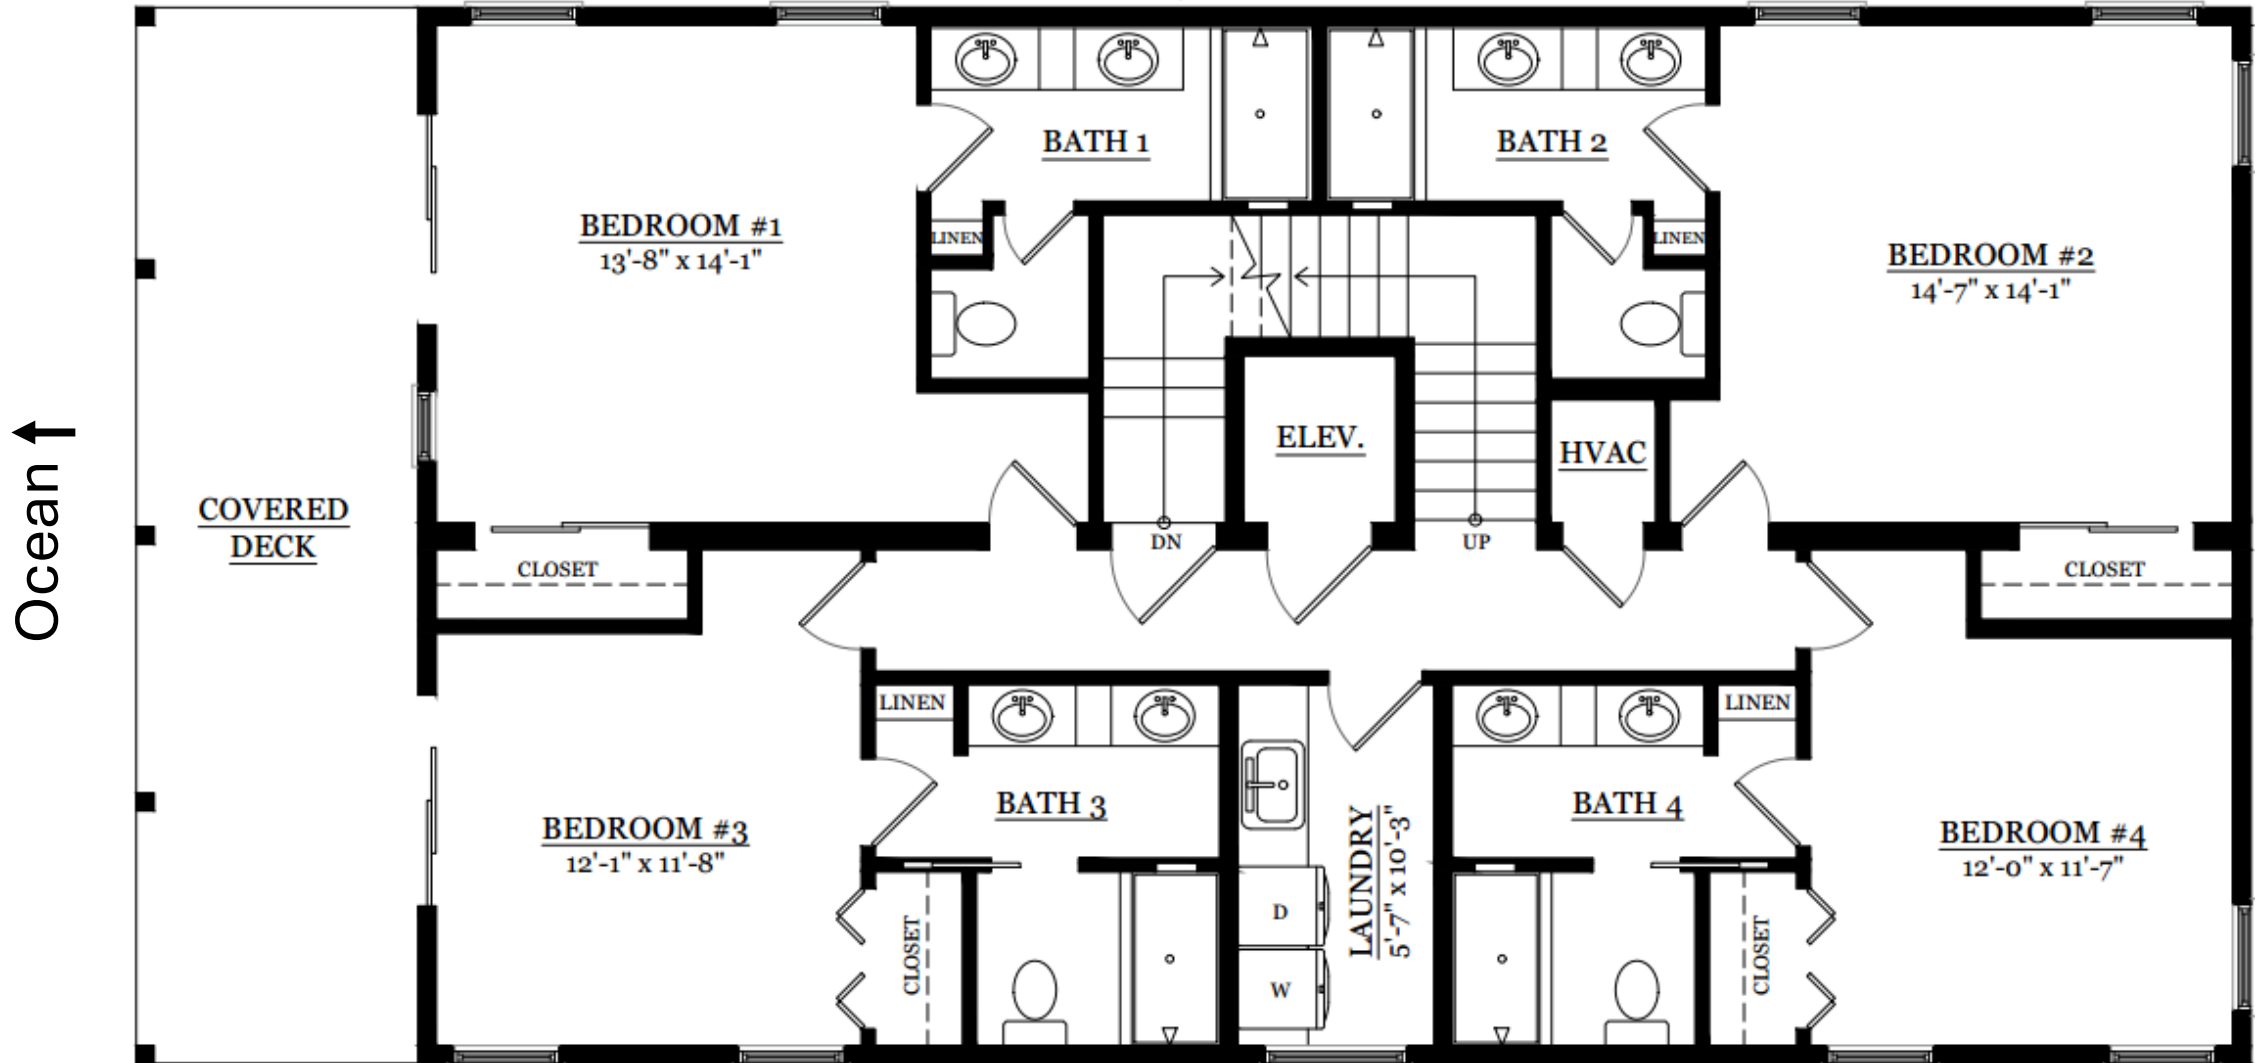 Ocean
COVERED
DECK
BEDROOM #1
13'-8" x 14'-1"
BATH 1
LINEN
BATH 2
LINEN
BEDROOM #2
14'-7" x 14'-1"
ELEV.
HVAC
DN
UP
CLOSET
CLOSET
LINEN
LINEN
BEDROOM #3
12'-1" x 11'-8"
BATH 3
LAUNDRY
5'-7" x 10'-3"
BATH 4
BEDROOM #4
12'-0" x 11'-7"
CLOSET
D
W
CLOSET